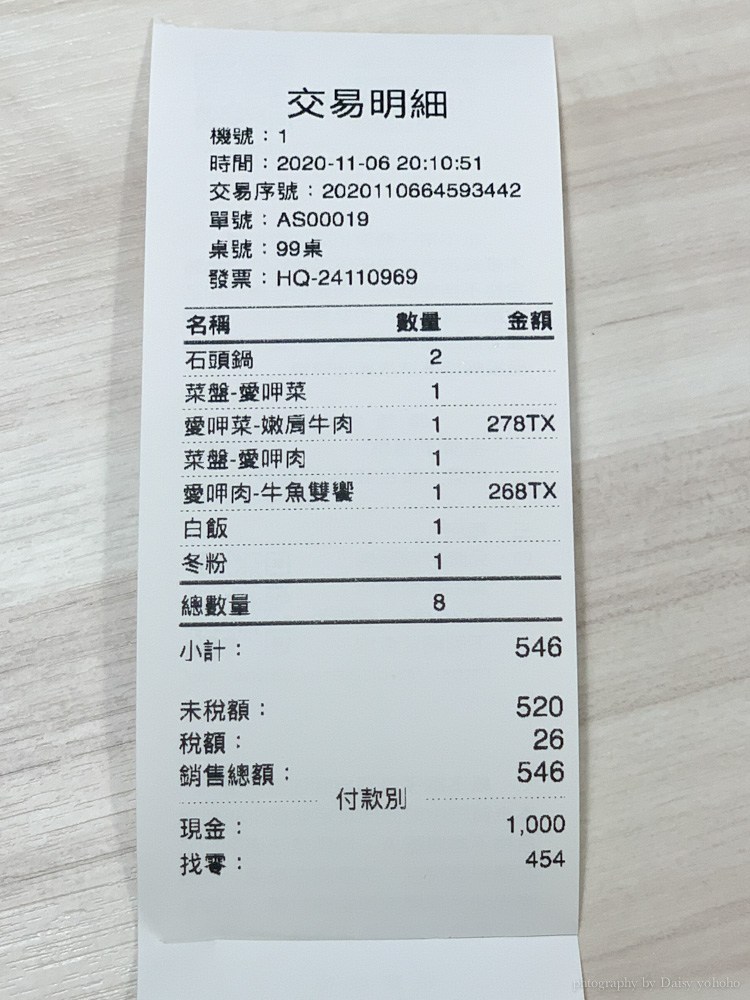 交易明細
機號：1
時間：2020-11-06 20:10:51
交易序號：2020110664593442
單號：AS00019
桌號：99桌
發票：HQ-24110969
名稱 數量 金額
石頭鍋 2
菜盤-愛呷菜 1
愛呷菜-嫩肩牛肉 1 278TX
菜盤-愛呷肉 1
愛呷肉-牛魚雙饗 1 268TX
白飯 1
冬粉 1
總數量 8
小計： 546
未稅額： 520
稅額： 26
銷售總額： 546
付款別
現金： 1,000
找零： 454
photography by Daisy yohoho